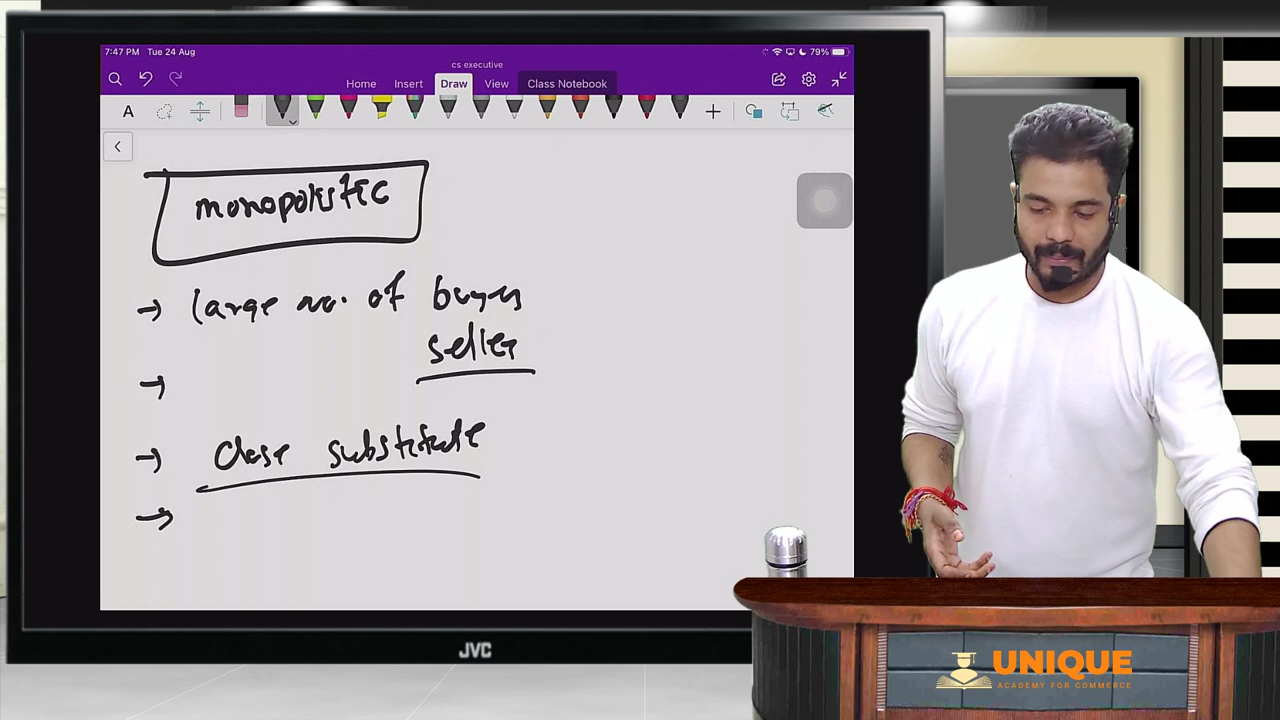 7:47 PM Tue 24 Aug
79%
cs executive
Home Insert Draw View Class Notebook
A
monopolistic
→ large no. of buyers
seller
→
→ Close substitute
→
JVC
UNIQUE
ACADEMY FOR COMMERCE